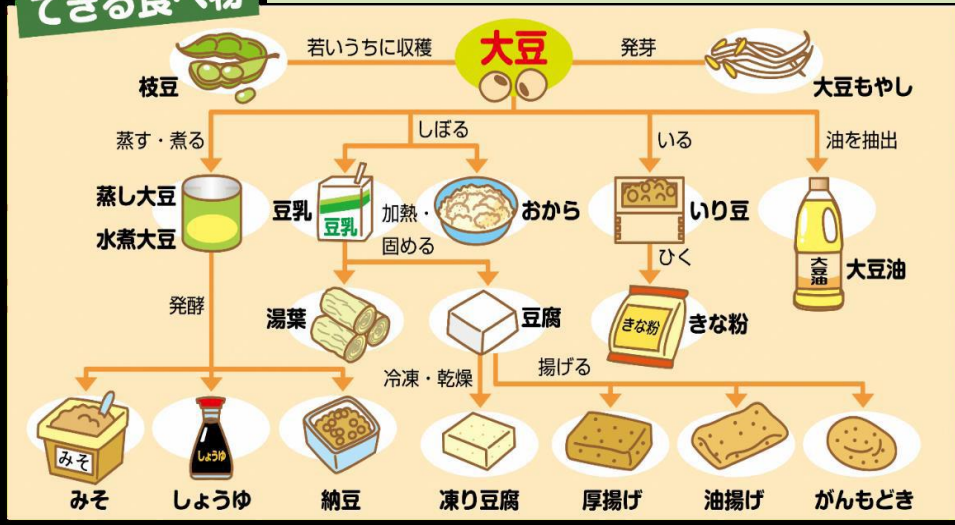 できる食べ物
大豆
若いうちに収穫
発芽
枝豆
大豆もやし
蒸す・煮る
しぼる
いる
油を抽出
蒸し大豆
水煮大豆
豆乳
豆乳
加熱・
固める
おから
いり豆
大豆油
大豆油
ひく
発酵
湯葉
豆腐
きな粉
きな粉
冷凍・乾燥
揚げる
みそ
しょうゆ
みそ
しょうゆ
納豆
凍り豆腐
厚揚げ
油揚げ
がんもどき